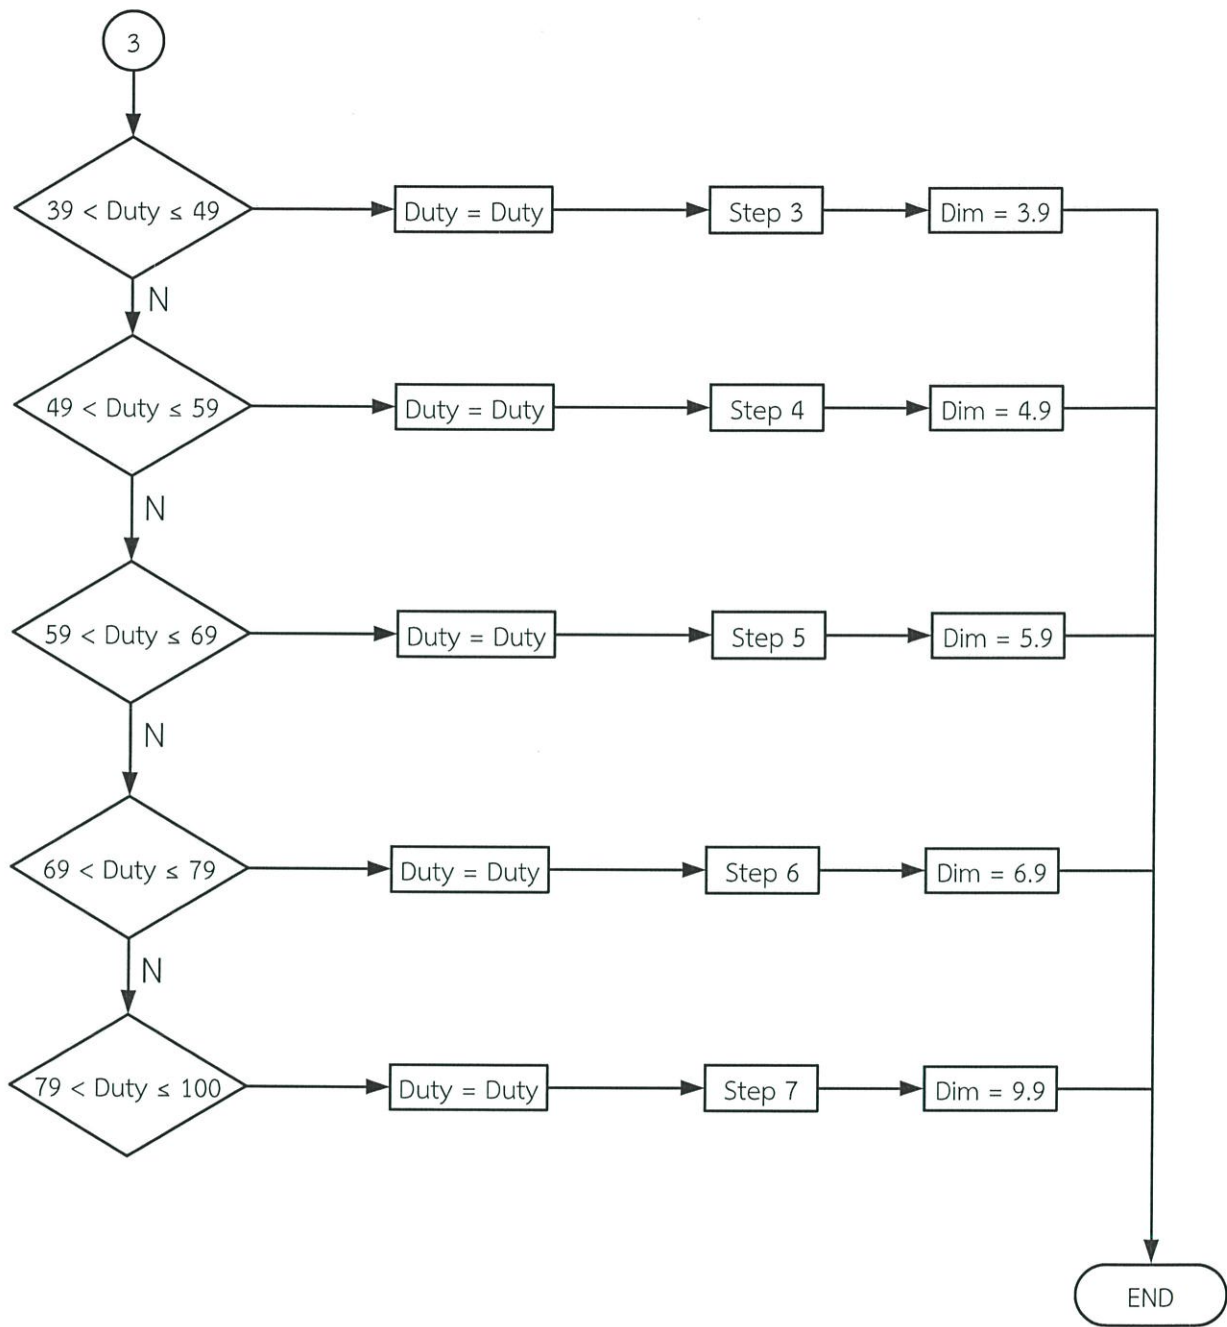 3
39 < Duty ≤ 49
Duty = Duty
Step 3
Dim = 3.9
N
49 < Duty ≤ 59
Duty = Duty
Step 4
Dim = 4.9
N
59 < Duty ≤ 69
Duty = Duty
Step 5
Dim = 5.9
N
69 < Duty ≤ 79
Duty = Duty
Step 6
Dim = 6.9
N
79 < Duty ≤ 100
Duty = Duty
Step 7
Dim = 9.9
END